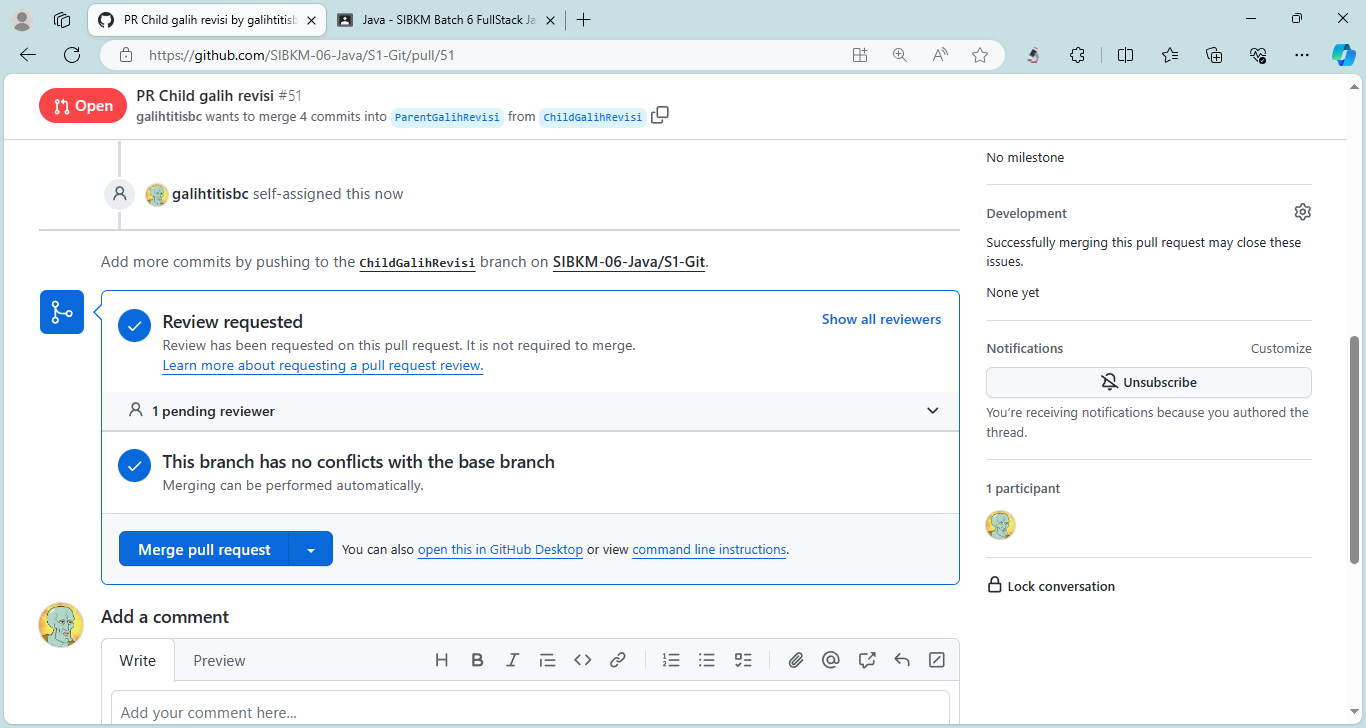 PR Child galih revisi by galihtitisb
Java - SIBKM Batch 6 FullStack Ja
https://github.com/SIBKM-06-Java/S1-Git/pull/51
Open
PR Child galih revisi #51
galihtitisbc wants to merge 4 commits into ParentGalihRevisi from ChildGalihRevisi
No milestone
galihtitisbc self-assigned this now
Development
Successfully merging this pull request may close these
issues.
None yet
Add more commits by pushing to the ChildGalihRevisi branch on SIBKM-06-Java/S1-Git.
Review requested
Show all reviewers
Review has been requested on this pull request. It is not required to merge.
Learn more about requesting a pull request review.
1 pending reviewer
Notifications
Customize
Unsubscribe
You're receiving notifications because you authored the
thread.
This branch has no conflicts with the base branch
Merging can be performed automatically.
1 participant
Merge pull request
You can also open this in GitHub Desktop or view command line instructions.
Lock conversation
Add a comment
Write
Preview
Add your comment here...